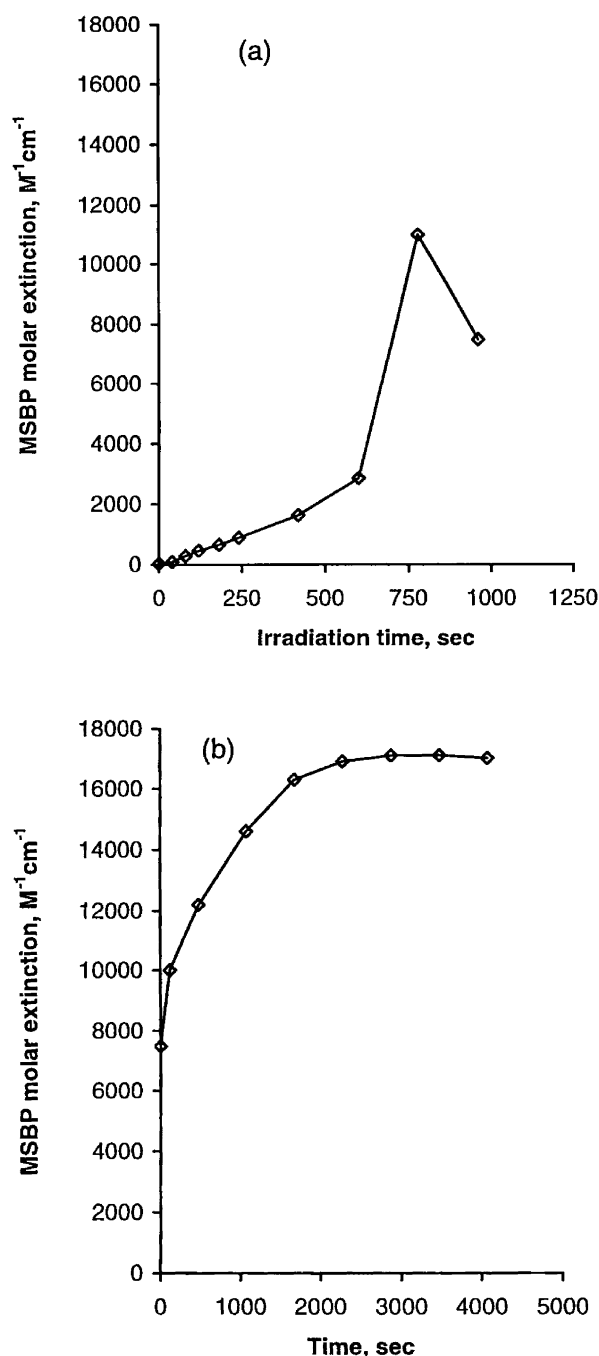 (a)
MSBP molar extinction, M⁻¹cm⁻¹
18000
16000
14000
12000
10000
8000
6000
4000
2000
0
0 250 500 750 1000 1250
Irradiation time, sec
(b)
MSBP molar extinction, M⁻¹cm⁻¹
18000
16000
14000
12000
10000
8000
6000
4000
2000
0
0 1000 2000 3000 4000 5000
Time, sec